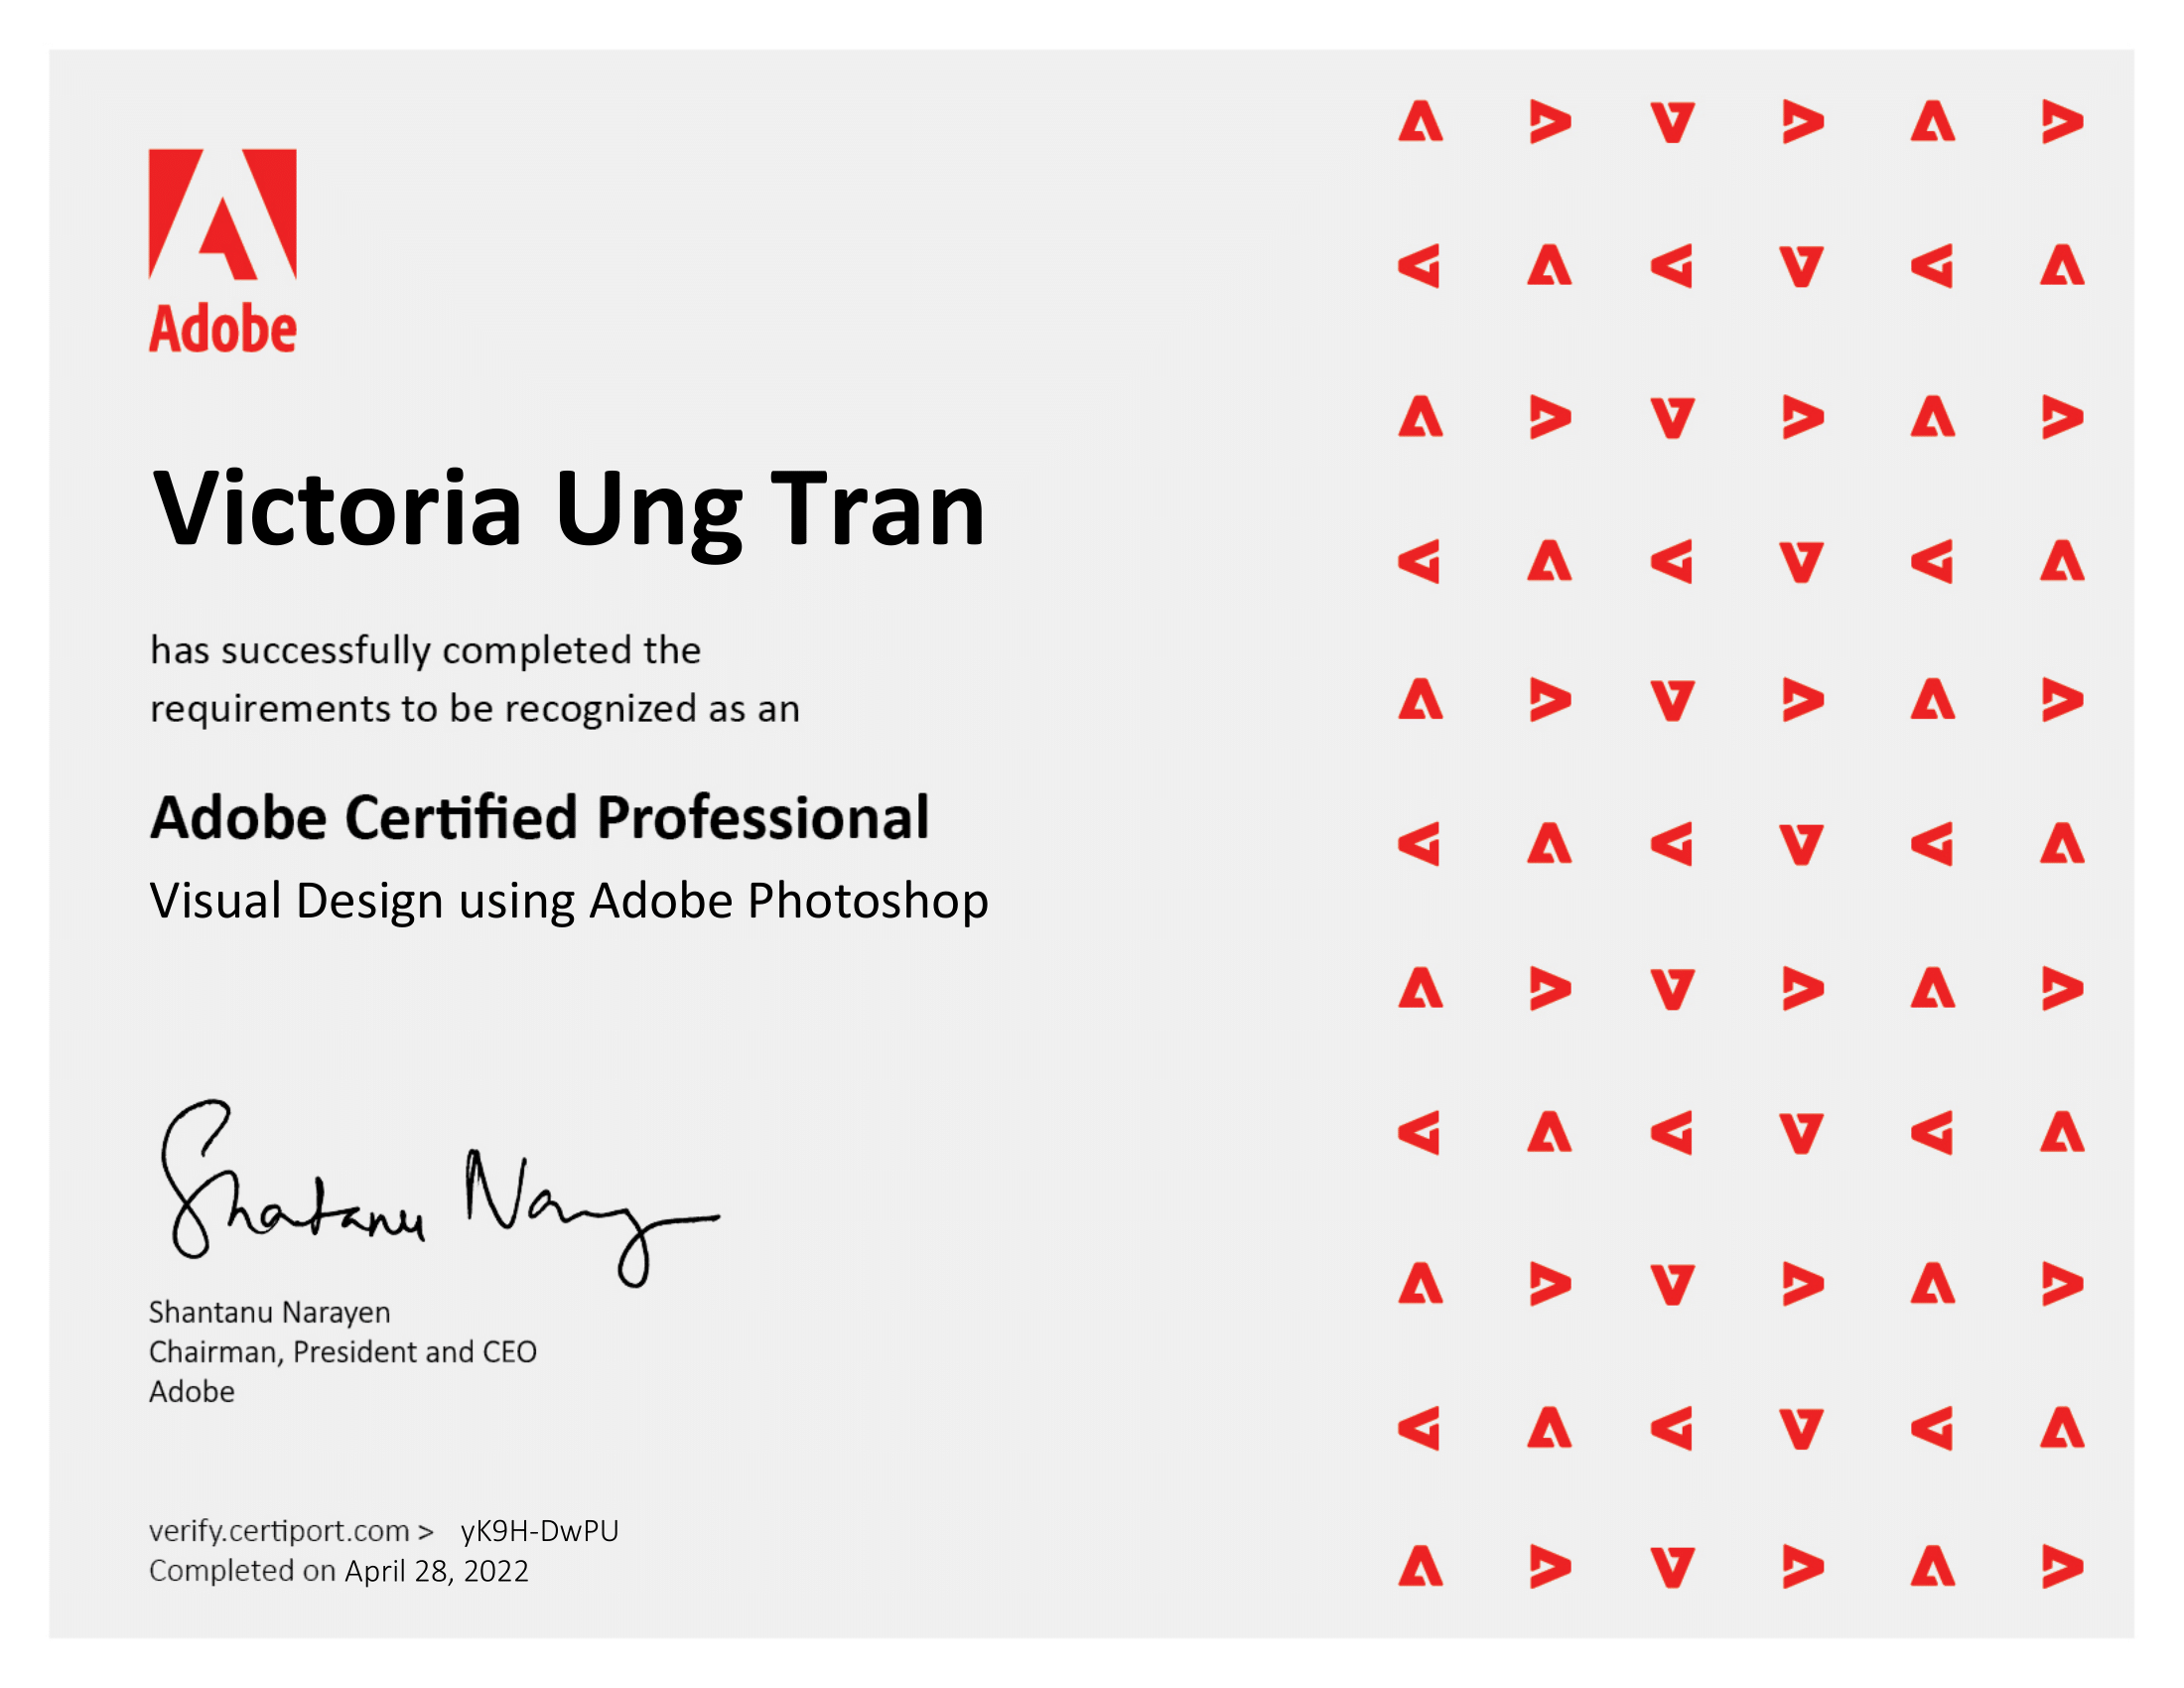 Adobe
Victoria Ung Tran
has successfully completed the
requirements to be recognized as an
Adobe Certified Professional
Visual Design using Adobe Photoshop
Shantanu Naray
Shantanu Narayen
Chairman, President and CEO
Adobe
verify.certiport.com > yK9H-DwPU
Completed on April 28, 2022